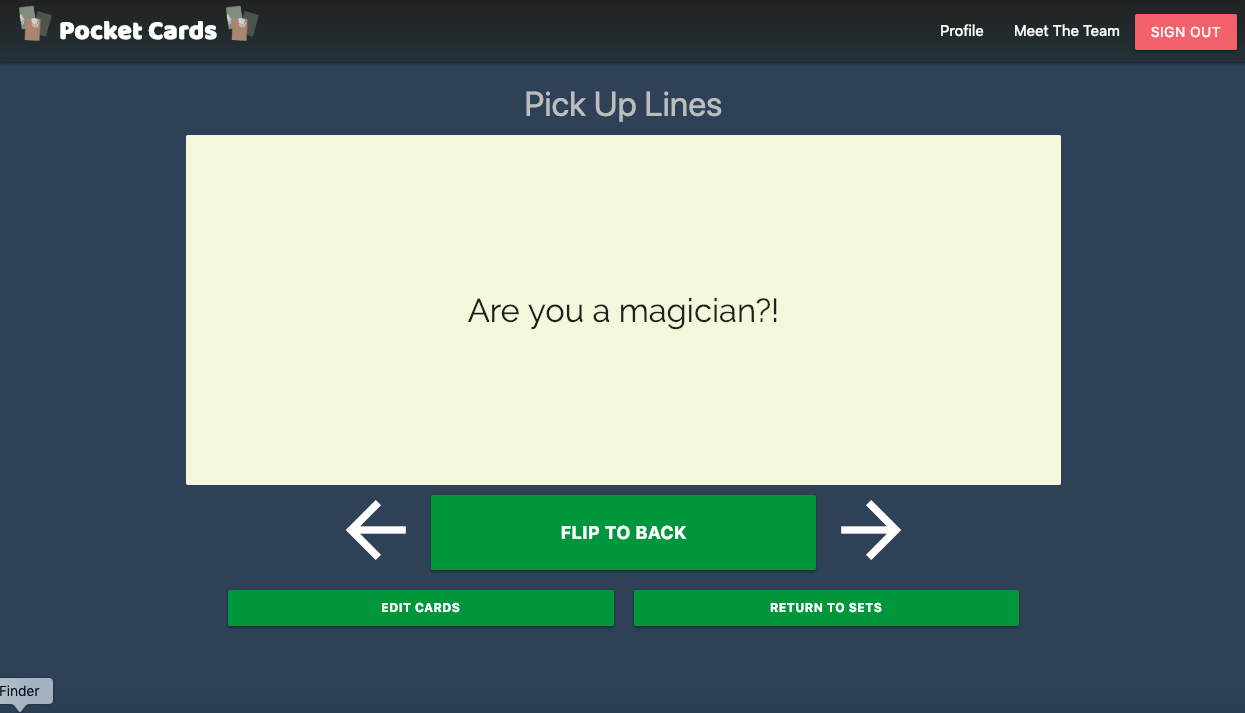 Pocket Cards
Profile
Meet The Team
SIGN OUT
Pick Up Lines
Are you a magician?!
FLIP TO BACK
EDIT CARDS
RETURN TO SETS
Finder